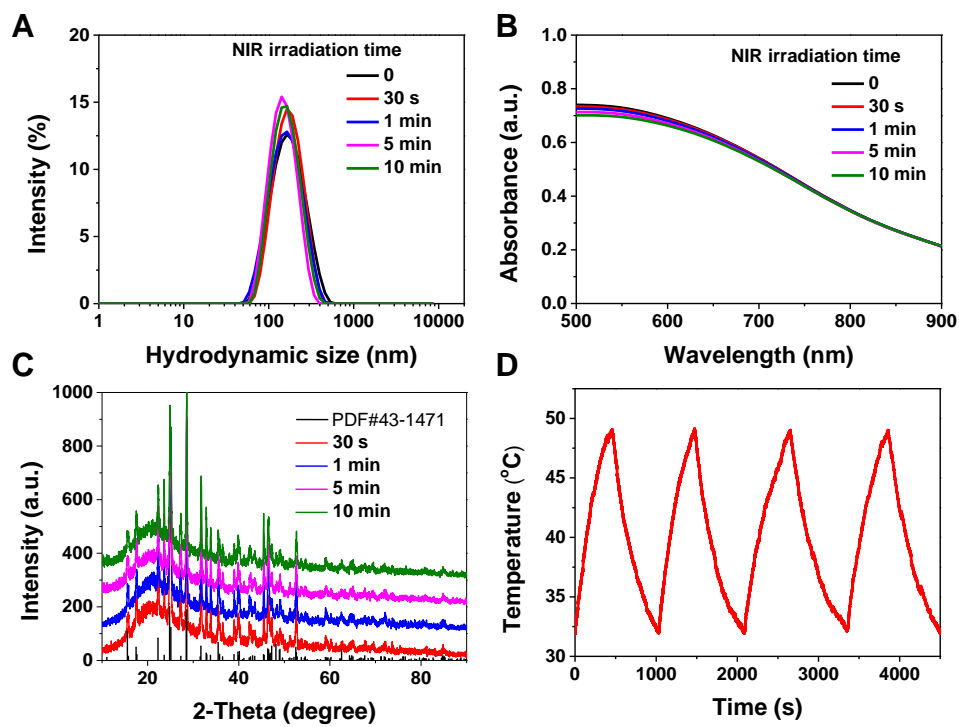 A
NIR irradiation time
0
30 s
1 min
5 min
10 min
20
15
10
5
0
1
10
100
1000
10000
Intensity (%)
Hydrodynamic size (nm)
B
NIR irradiation time
0
30 s
1 min
5 min
10 min
1.0
0.8
0.6
0.4
0.2
0.0
500
600
700
800
900
Absorbance (a.u.)
Wavelength (nm)
C
PDF#43-1471
30 s
1 min
5 min
10 min
1000
800
600
400
200
0
20
40
60
80
Intensity (a.u.)
2-Theta (degree)
D
50
45
40
35
30
0
1000
2000
3000
4000
Temperature (°C)
Time (s)